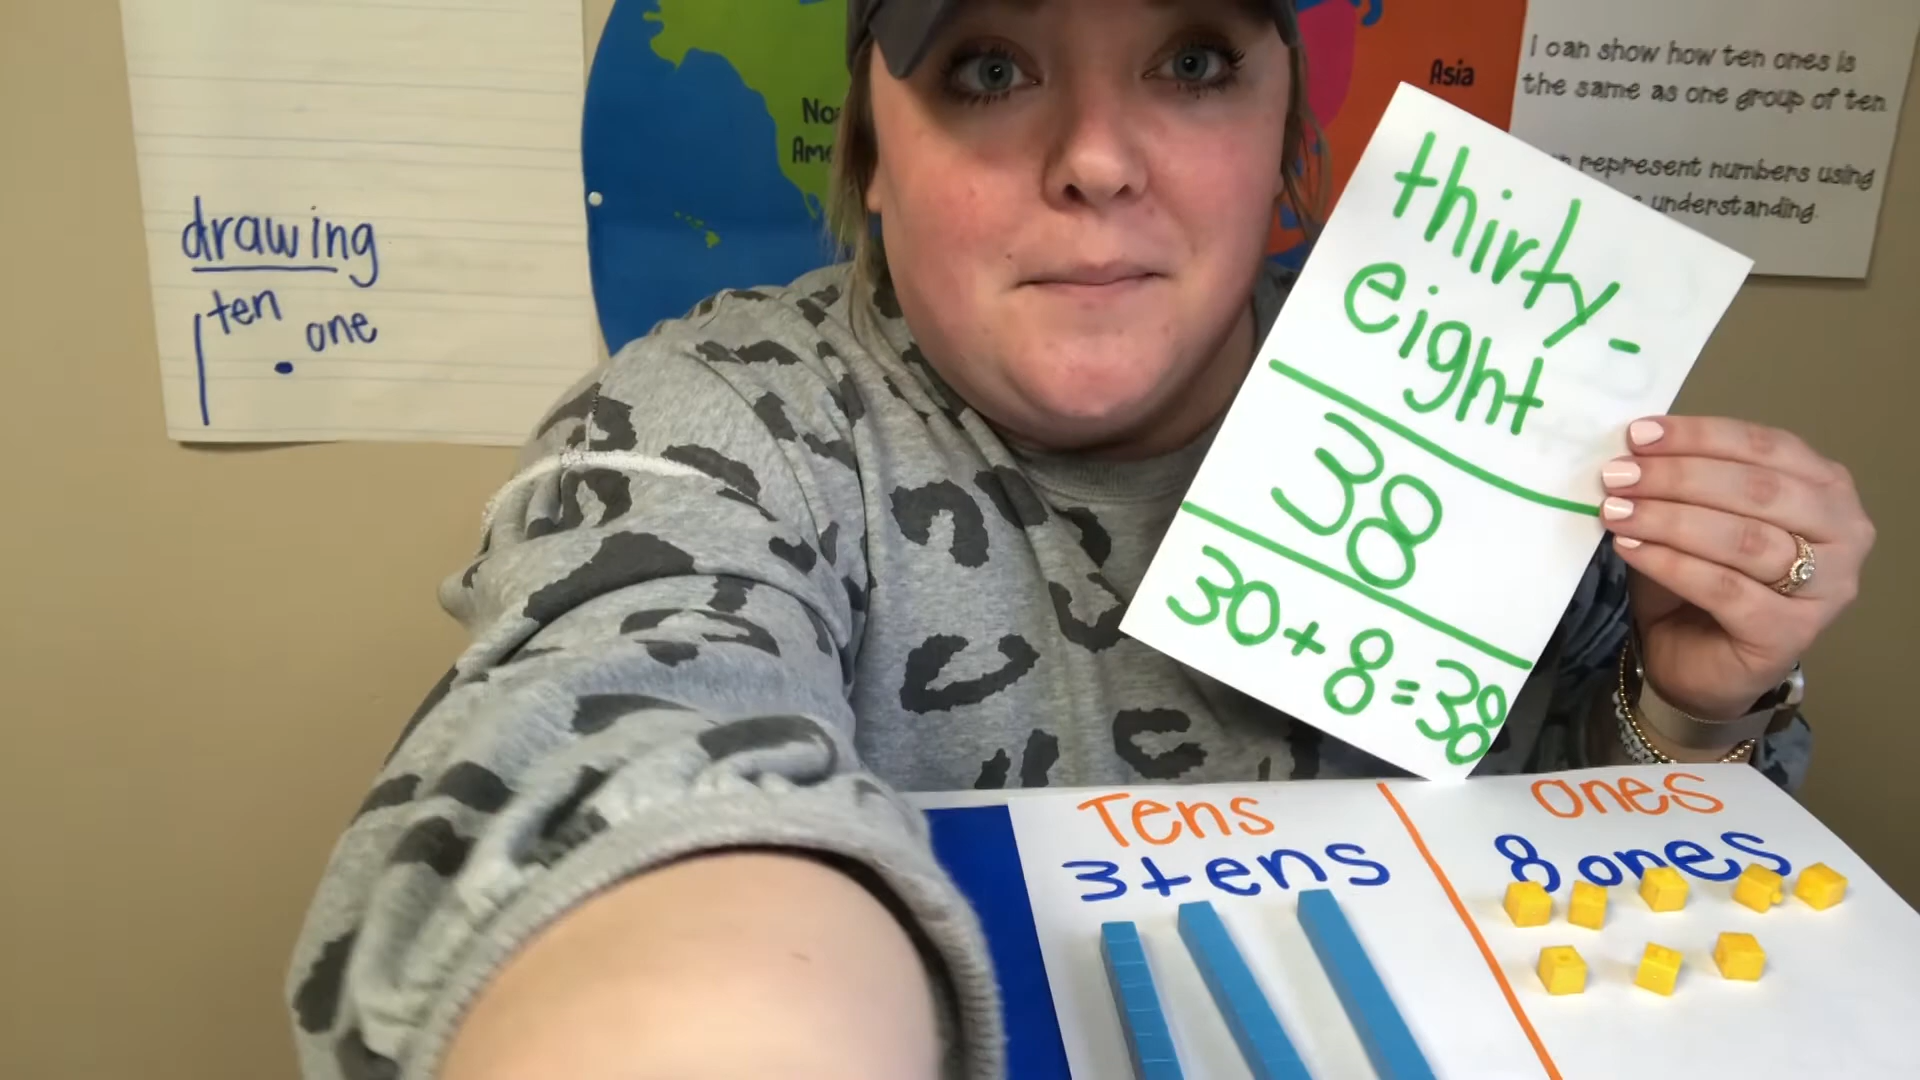 drawing
ten
one
Asia
I can show how ten ones is
the same as one group of ten
represent numbers using
understanding.
thirty-
eight
38
30+8=38
Tens
3 tens
ones
8 ones